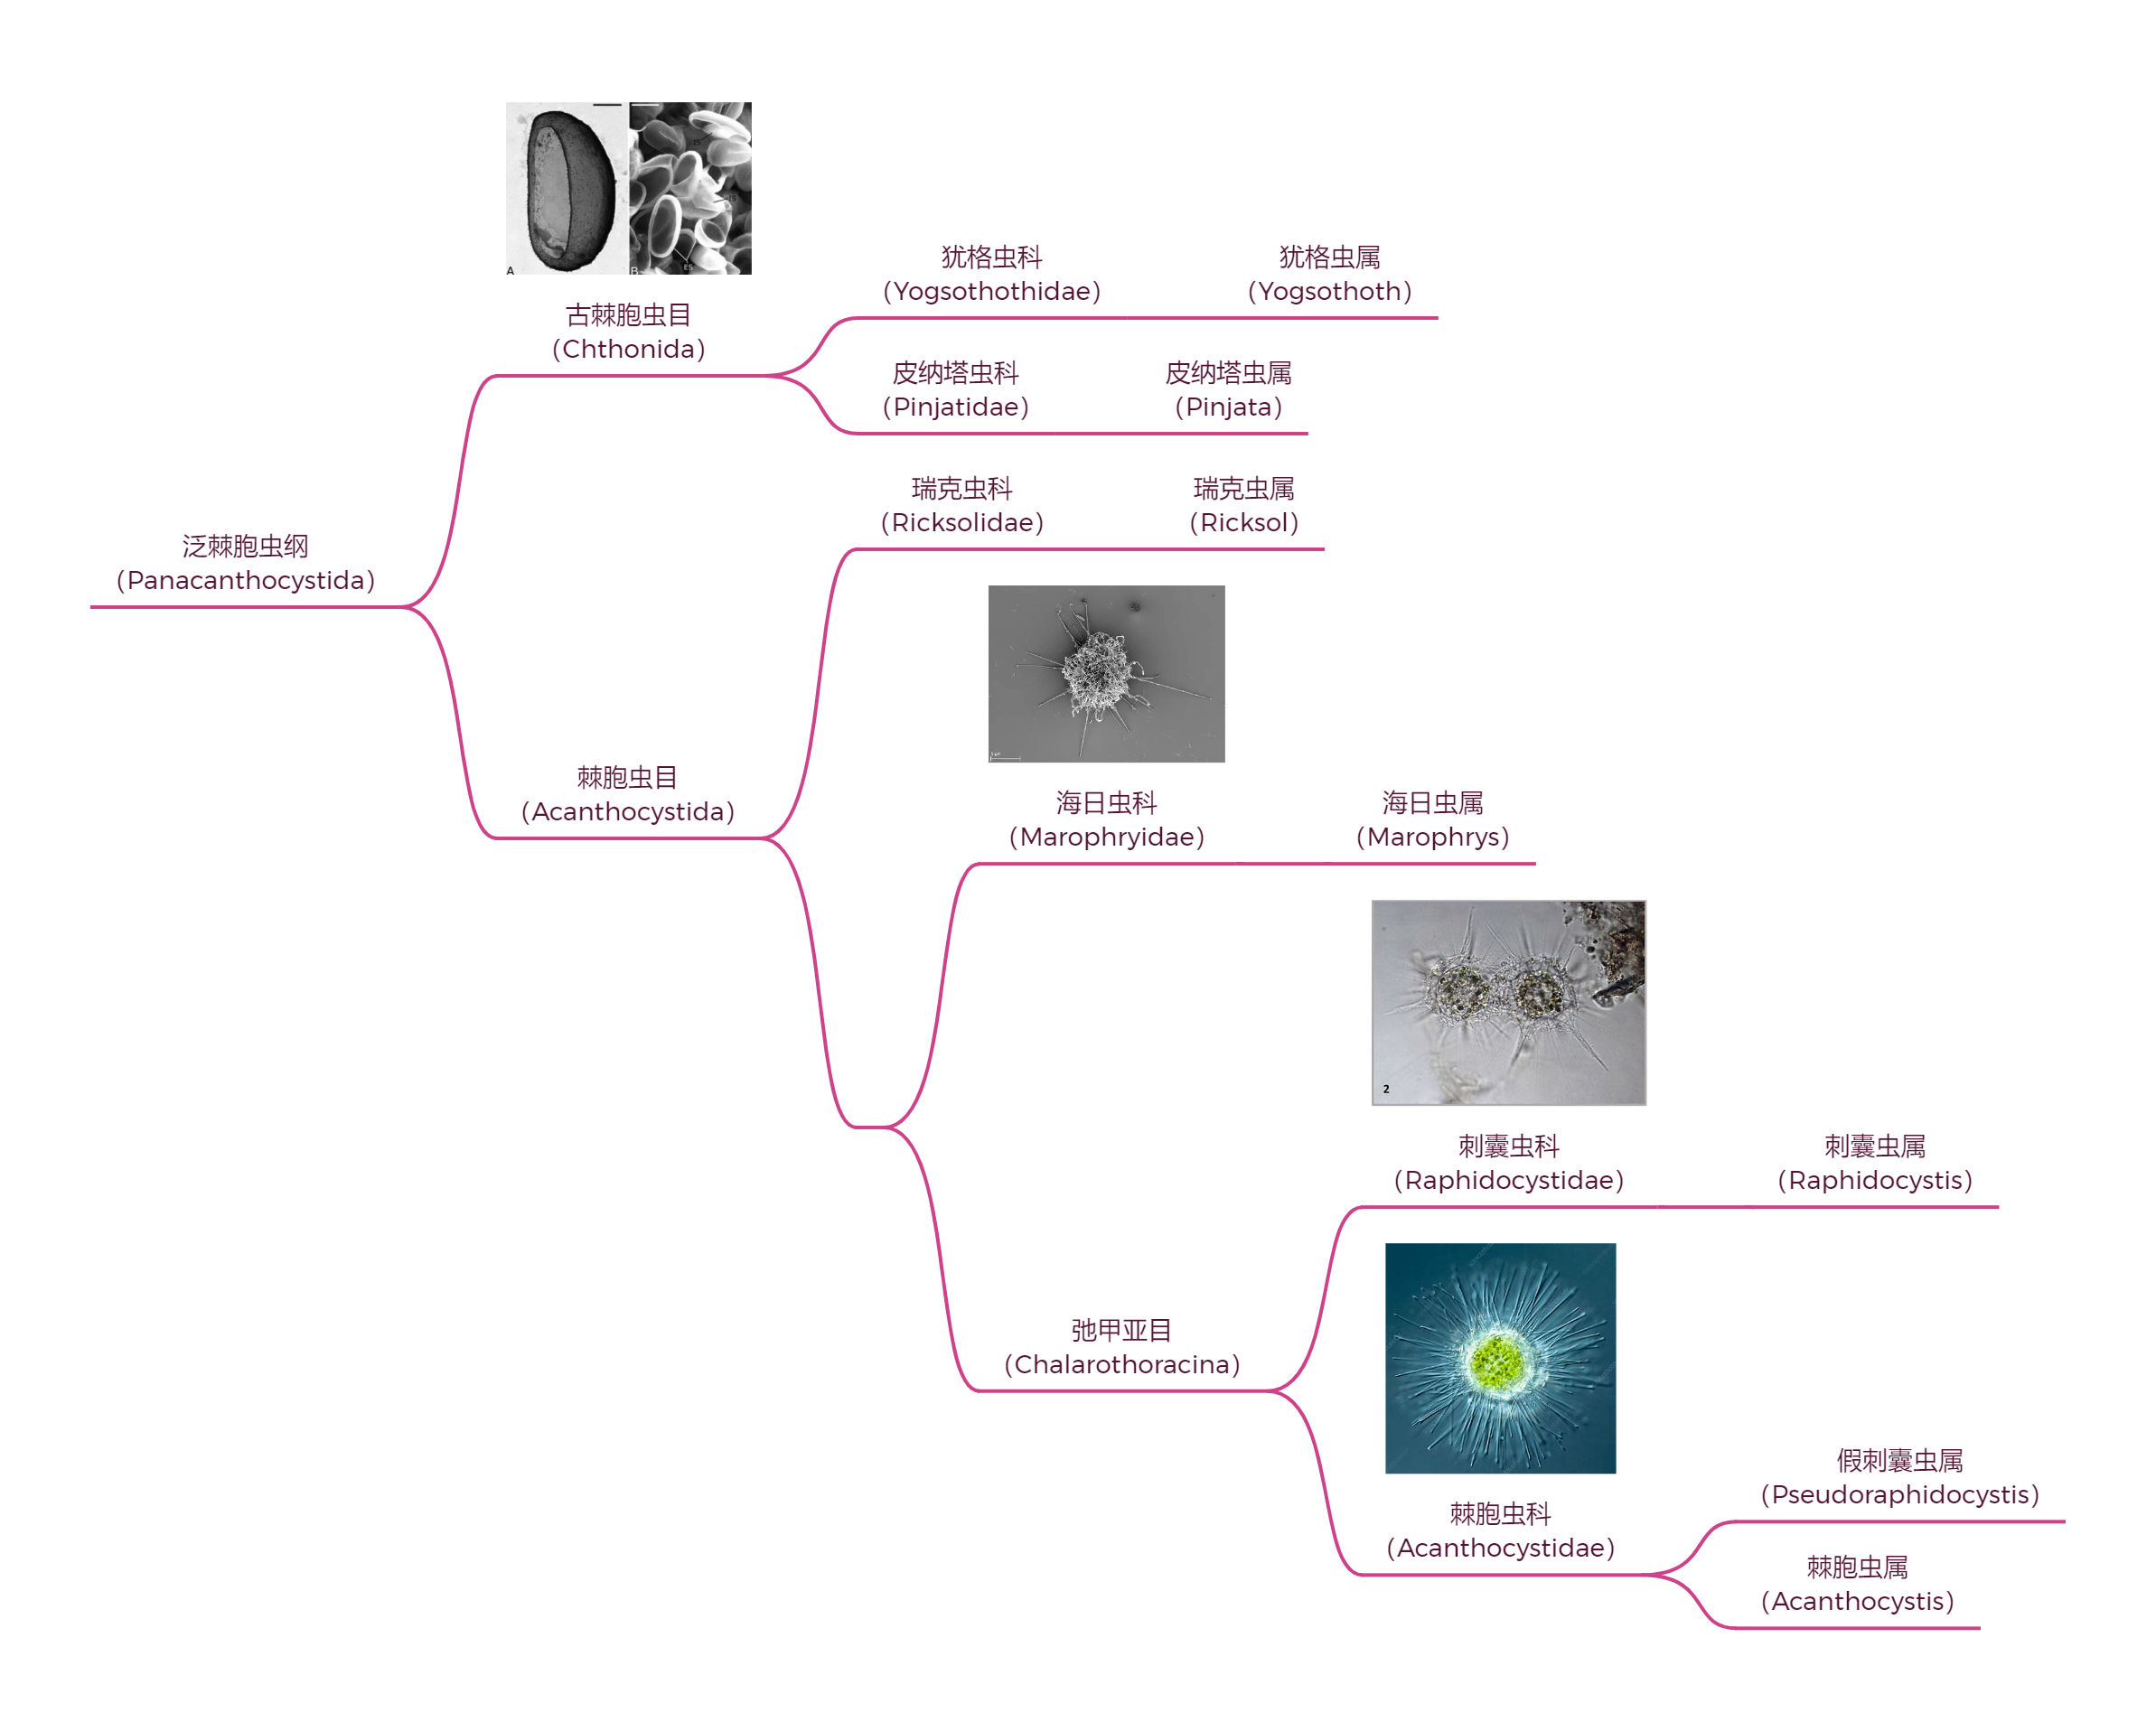 A
B
ES
ES
ES
犹格虫科
(Yogsothothidae)
犹格虫属
(Yogsothoth)
古棘胞虫目
(Chthonida)
皮纳塔虫科
(Pinjatidae)
皮纳塔虫属
(Pinjata)
瑞克虫科
(Ricksolidae)
瑞克虫属
(Ricksol)
泛棘胞虫纲
(Panacanthocystida)
棘胞虫目
(Acanthocystida)
海日虫科
(Marophryidae)
海日虫属
(Marophrys)
2
刺囊虫科
(Raphidocystidae)
刺囊虫属
(Raphidocystis)
弛甲亚目
(Chalarothoracina)
棘胞虫科
(Acanthocystidae)
假刺囊虫属
(Pseudoraphidocystis)
棘胞虫属
(Acanthocystis)